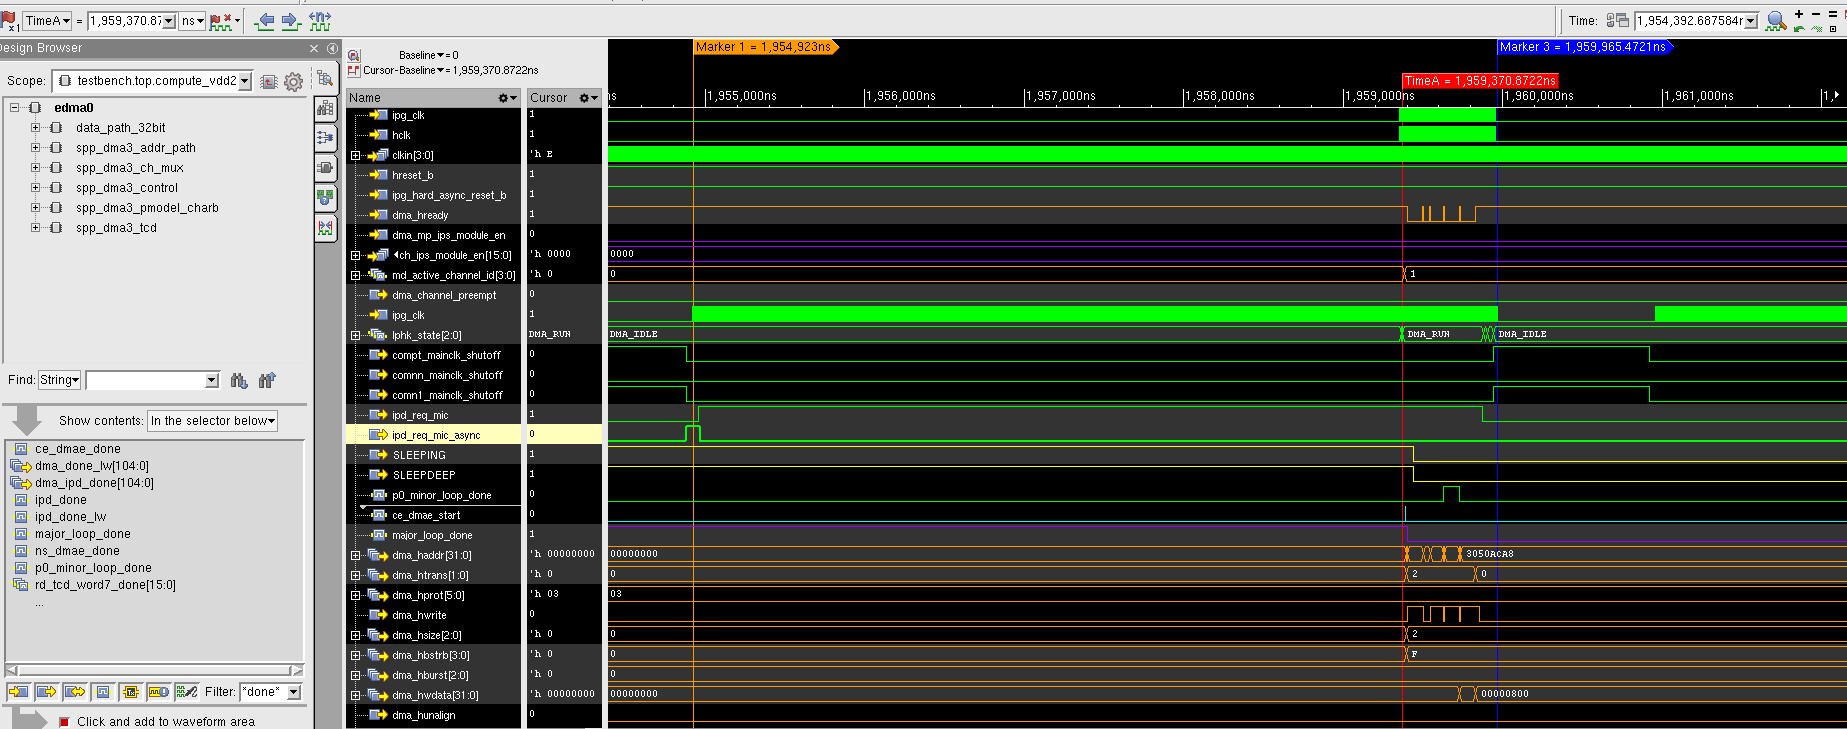 TimeA = 1,959,370.87 ns
Time: 1,954,392.687584r
Design Browser
Scope: testbench.top.compute_vdd2
edma0
data_path_32bit
spp_dma3_addr_path
spp_dma3_ch_mux
spp_dma3_control
spp_dma3_pmodel_charb
spp_dma3_tcd
Find: String
Show contents: In the selector below
ce_dmae_done
dma_done_lw[104:0]
dma_ipd_done[104:0]
ipd_done
ipd_done_lw
major_loop_done
ns_dmae_done
p0_minor_loop_done
rd_tcd_word7_done[15:0]
...
Filter: *done*
Click and add to waveform area
Baseline = 0
Cursor-Baseline = 1,959,370.8722ns
Marker 1 = 1,954,923ns
Marker 3 = 1,959,965.4721ns
TimeA = 1,959,370.8722ns
Name Cursor
1,955,000ns 1,956,000ns 1,957,000ns 1,958,000ns 1,959,000ns 1,960,000ns 1,961,000ns
ipg_clk 1
hclk 1
clkin[3:0] 'h E
hreset_b 1
ipg_hard_async_reset_b 1
dma_hready 1
dma_mp_ips_module_en 0
ch_ips_module_en[15:0] 'h 0000 0000
md_active_channel_id[3:0] 'h 0 0 1
dma_channel_preempt 0
ipg_clk 1
lphk_state[2:0] DMA_RUN DMA_IDLE DMA_RUN DMA_IDLE
compt_mainclk_shutoff 0
comnn_mainclk_shutoff 0
comn1_mainclk_shutoff 0
ipd_req_mic 1
ipd_req_mic_async 0
SLEEPING 1
SLEEPDEEP 1
p0_minor_loop_done 0
ce_dmae_start 0
major_loop_done 1
dma_haddr[31:0] 'h 00000000 00000000 3050ACA8
dma_htrans[1:0] 'h 0 0 2 0
dma_hprot[5:0] 'h 03 03
dma_hwrite 0
dma_hsize[2:0] 'h 0 0 2
dma_hbstrb[3:0] 'h 0 0 F
dma_hburst[2:0] 'h 0 0
dma_hwdata[31:0] 'h 00000000 00000000 00000800
dma_hunalign 0